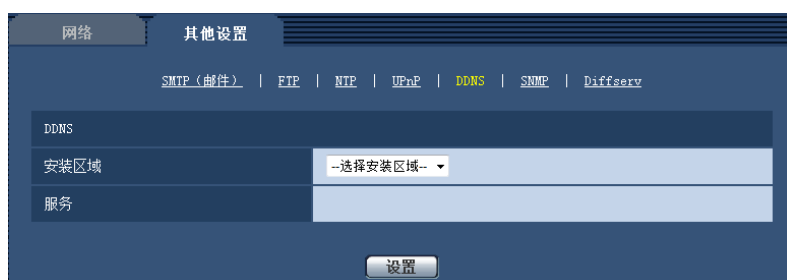 网络 其他设置
SMTP（邮件） | FTP | NTP | UPnP | DDNS | SNMP | Diffserv
DDNS
安装区域 --选择安装区域--
服务
设置